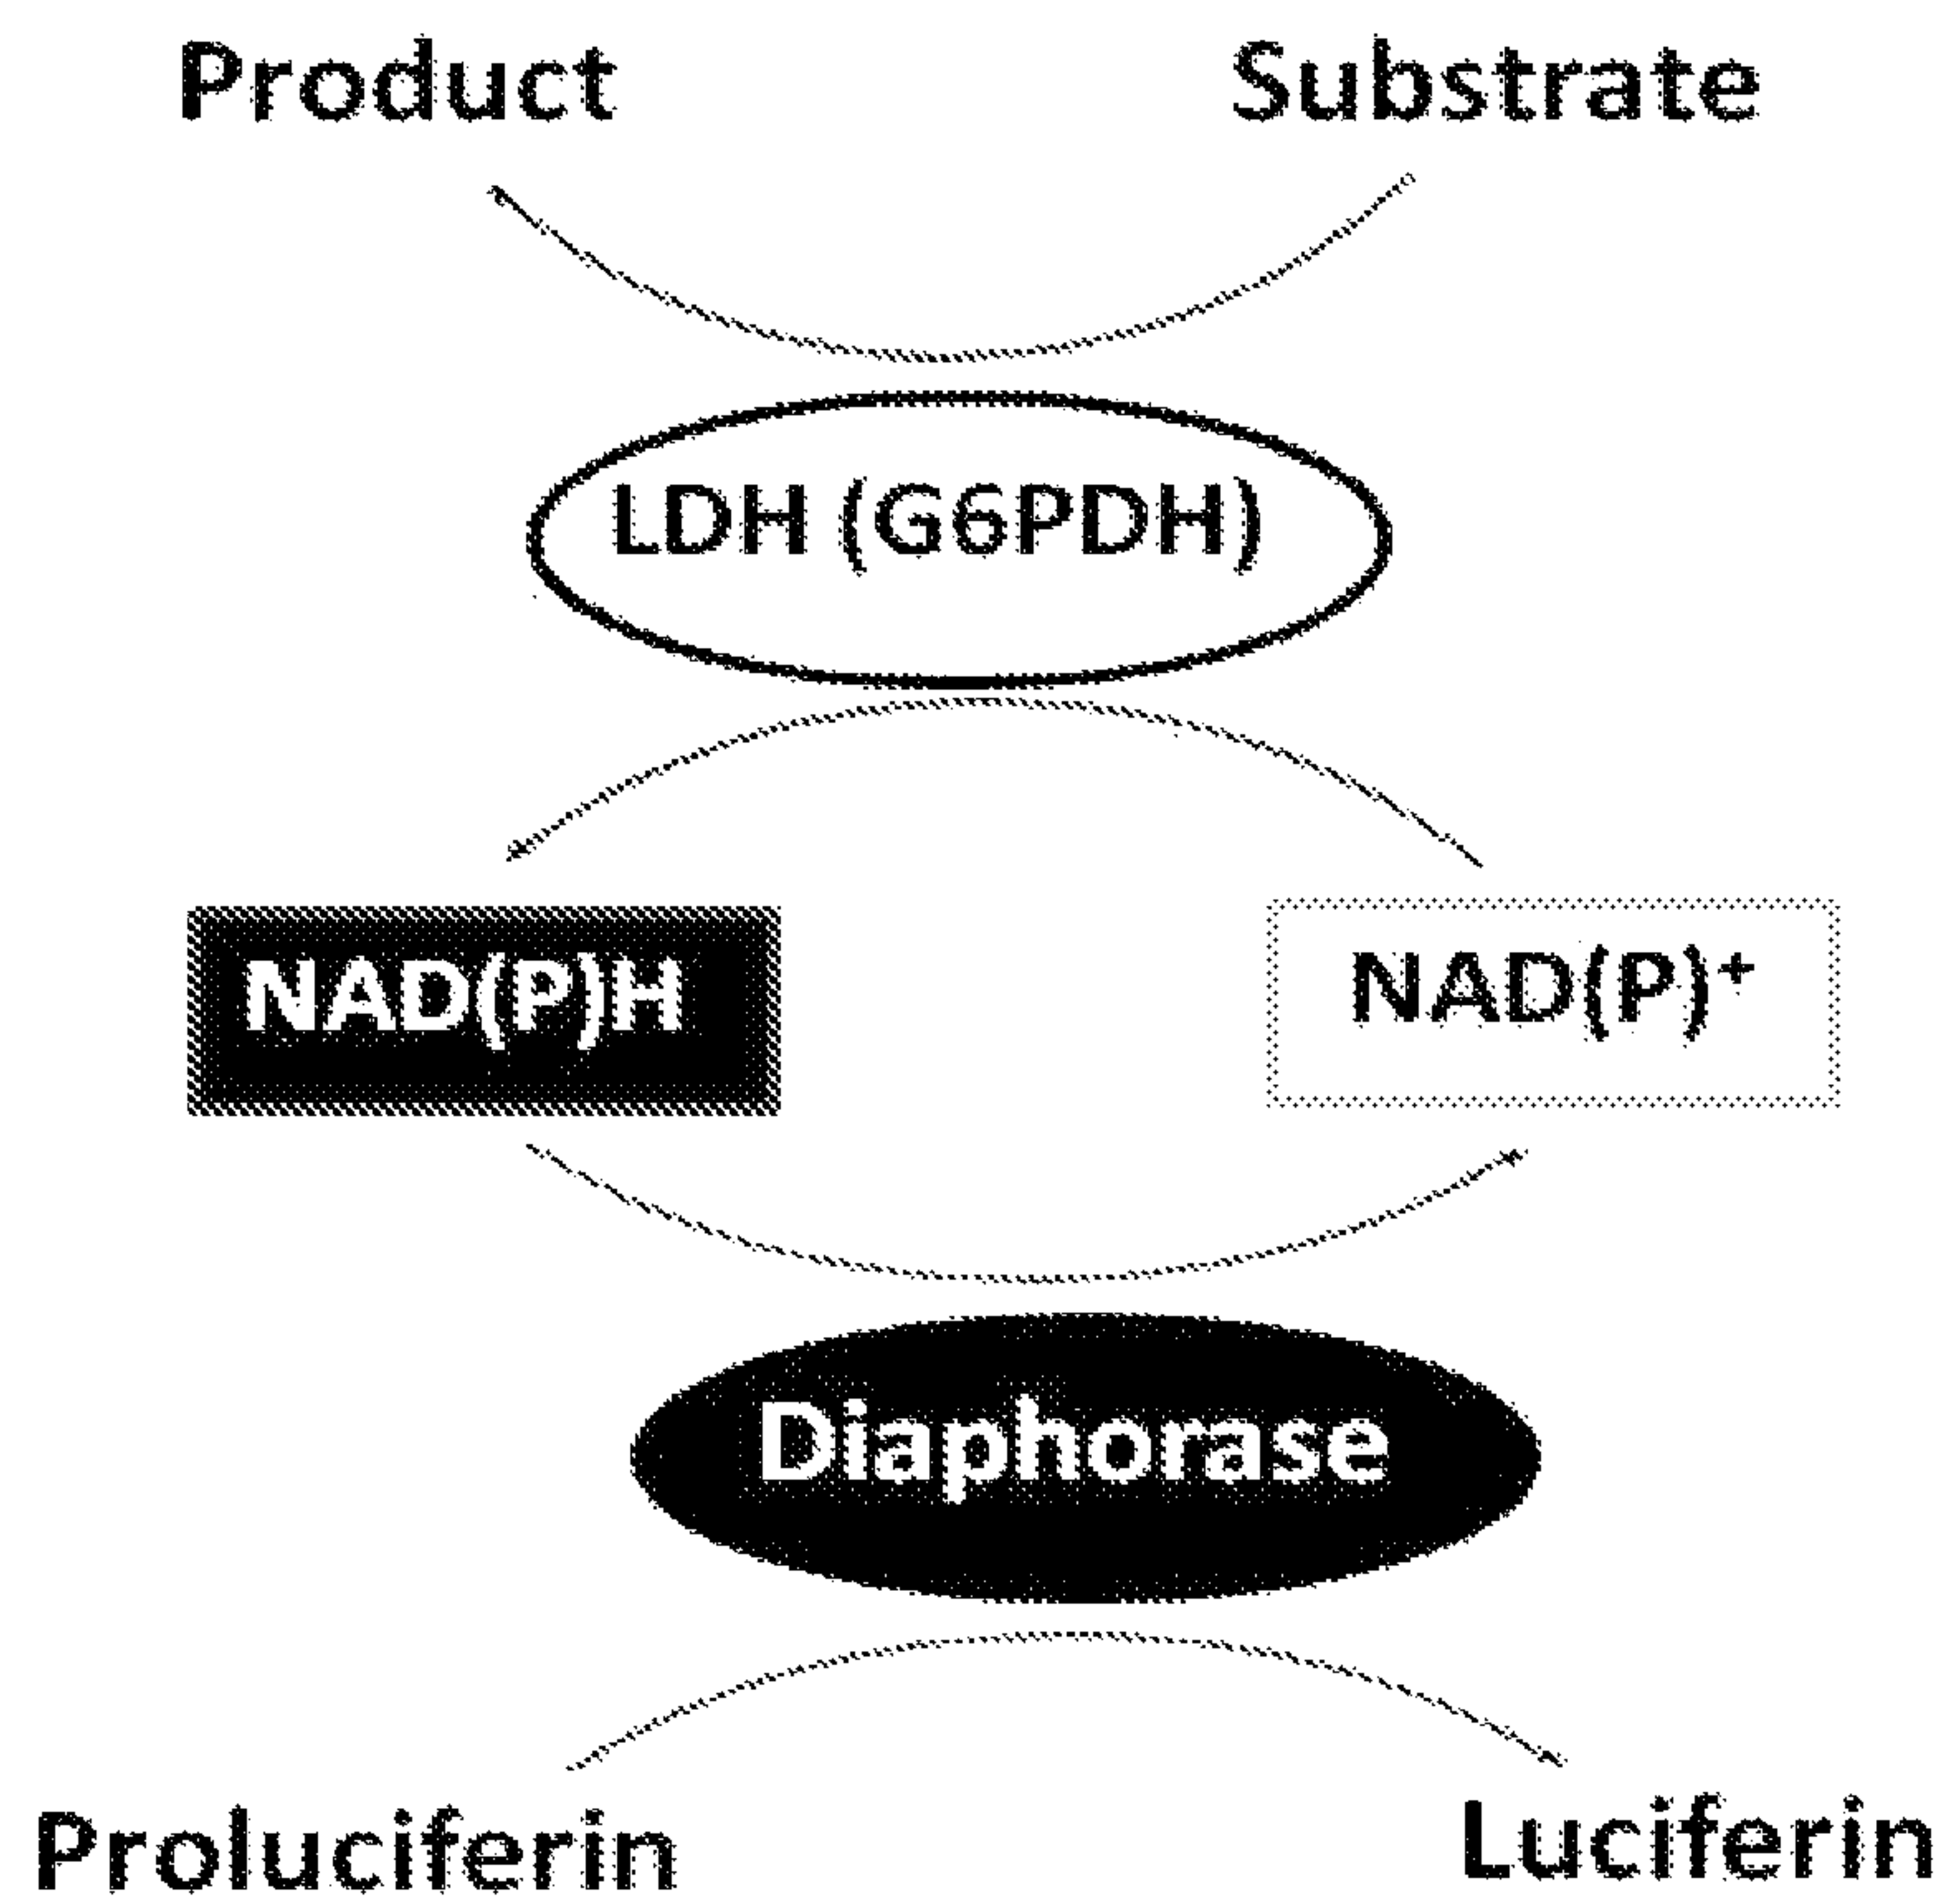 Product
Substrate
LDH (G6PDH)
NAD(P)H
NAD(P)⁺
Diaphorase
Proluciferin
Luciferin